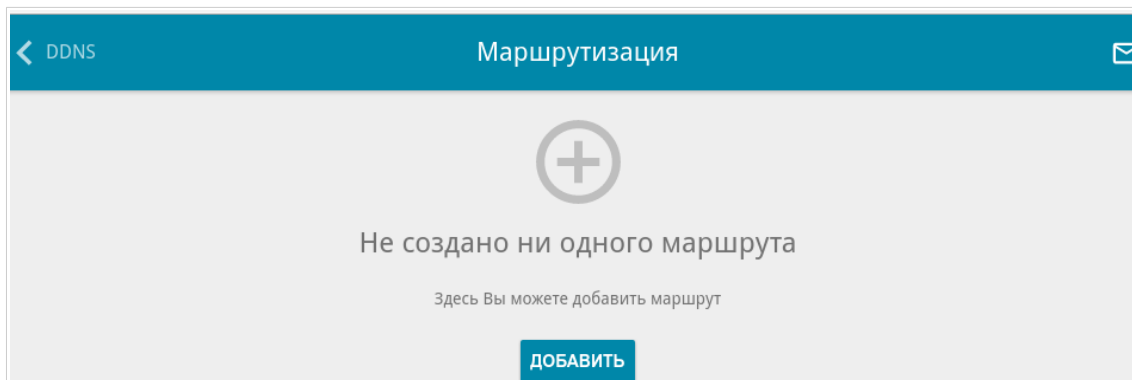 DDNS
Маршрутизация
Не создано ни одного маршрута
Здесь Вы можете добавить маршрут
ДОБАВИТЬ